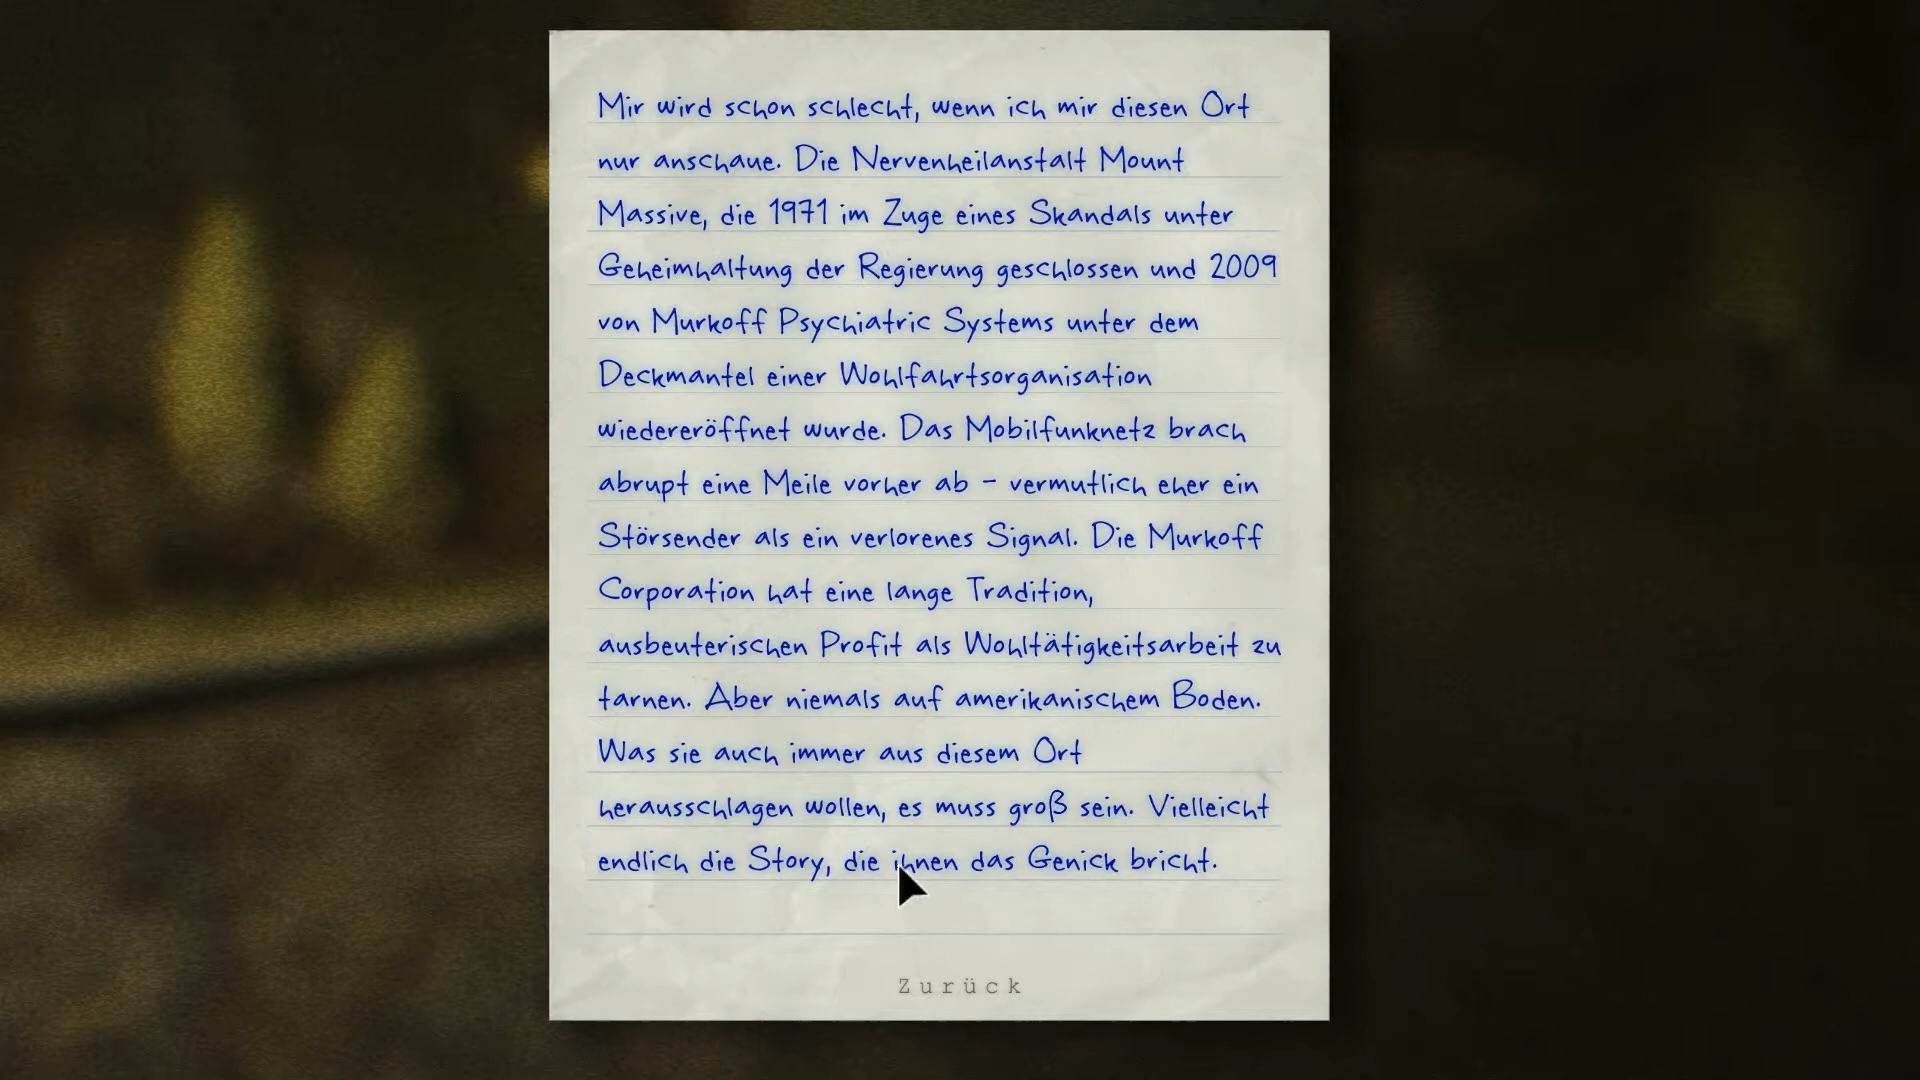 Mir wird schon schlecht, wenn ich mir diesen Ort
nur anschaue. Die Nervenheilanstalt Mount
Massive, die 1971 im Zuge eines Skandals unter
Geheimhaltung der Regierung geschlossen und 2009
von Murkoff Psychiatric Systems unter dem
Deckmantel einer Wohlfahrtsorganisation
wiedereröffnet wurde. Das Mobilfunknetz brach
abrupt eine Meile vorher ab - vermutlich eher ein
Störsender als ein verlorenes Signal. Die Murkoff
Corporation hat eine lange Tradition,
ausbeuterischen Profit als Wohltätigkeitsarbeit zu
tarnen. Aber niemals auf amerikanischem Boden.
Was sie auch immer aus diesem Ort
herausschlagen wollen, es muss groß sein. Vielleicht
endlich die Story, die ihnen das Genick bricht.
Zurück